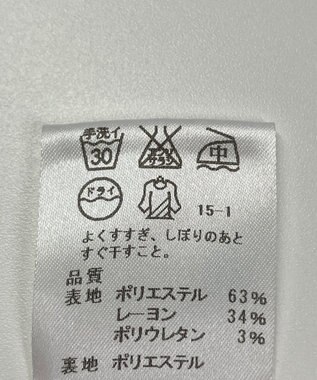 手洗イ
30
エンソ
サラシ
中
ドライ
15-1
よくすすぎ、しぼりのあと
すぐ干すこと。
品質
表地 ポリエステル 63%
レーヨン 34%
ポリウレタン 3%
裏地 ポリエステル